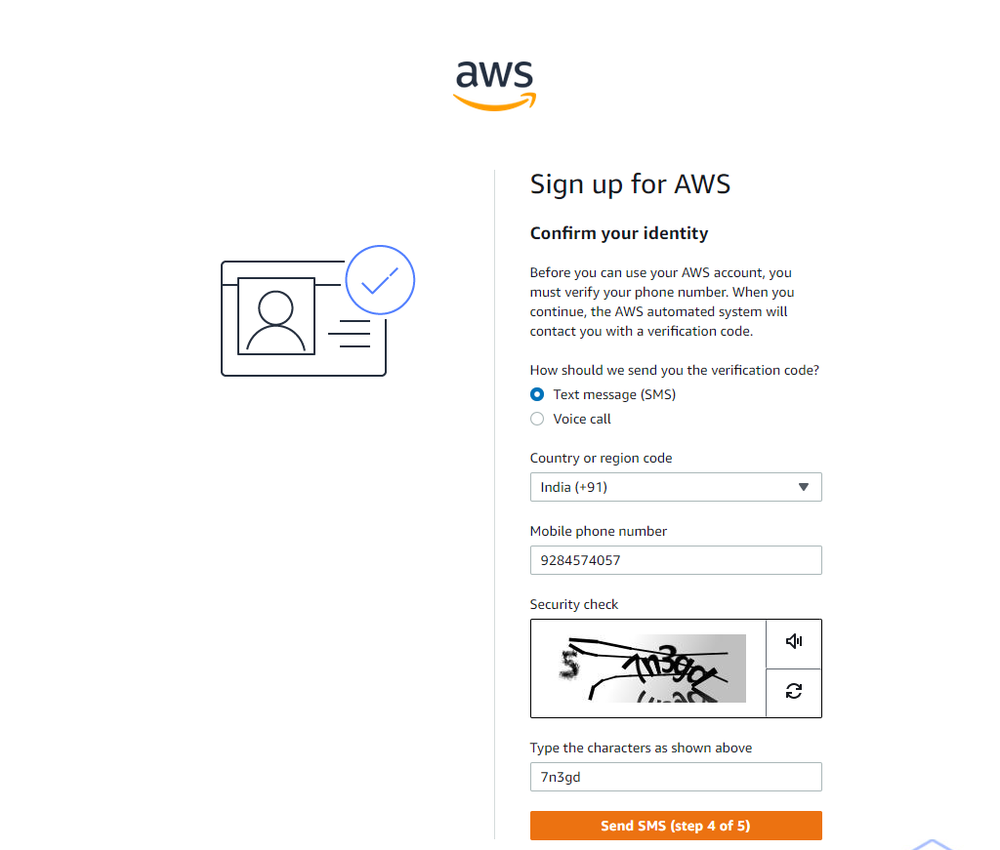 aws
Sign up for AWS
Confirm your identity
Before you can use your AWS account, you
must verify your phone number. When you
continue, the AWS automated system will
contact you with a verification code.
How should we send you the verification code?
Text message (SMS)
Voice call
Country or region code
India (+91)
Mobile phone number
9284574057
Security check
Type the characters as shown above
7n3gd
Send SMS (step 4 of 5)